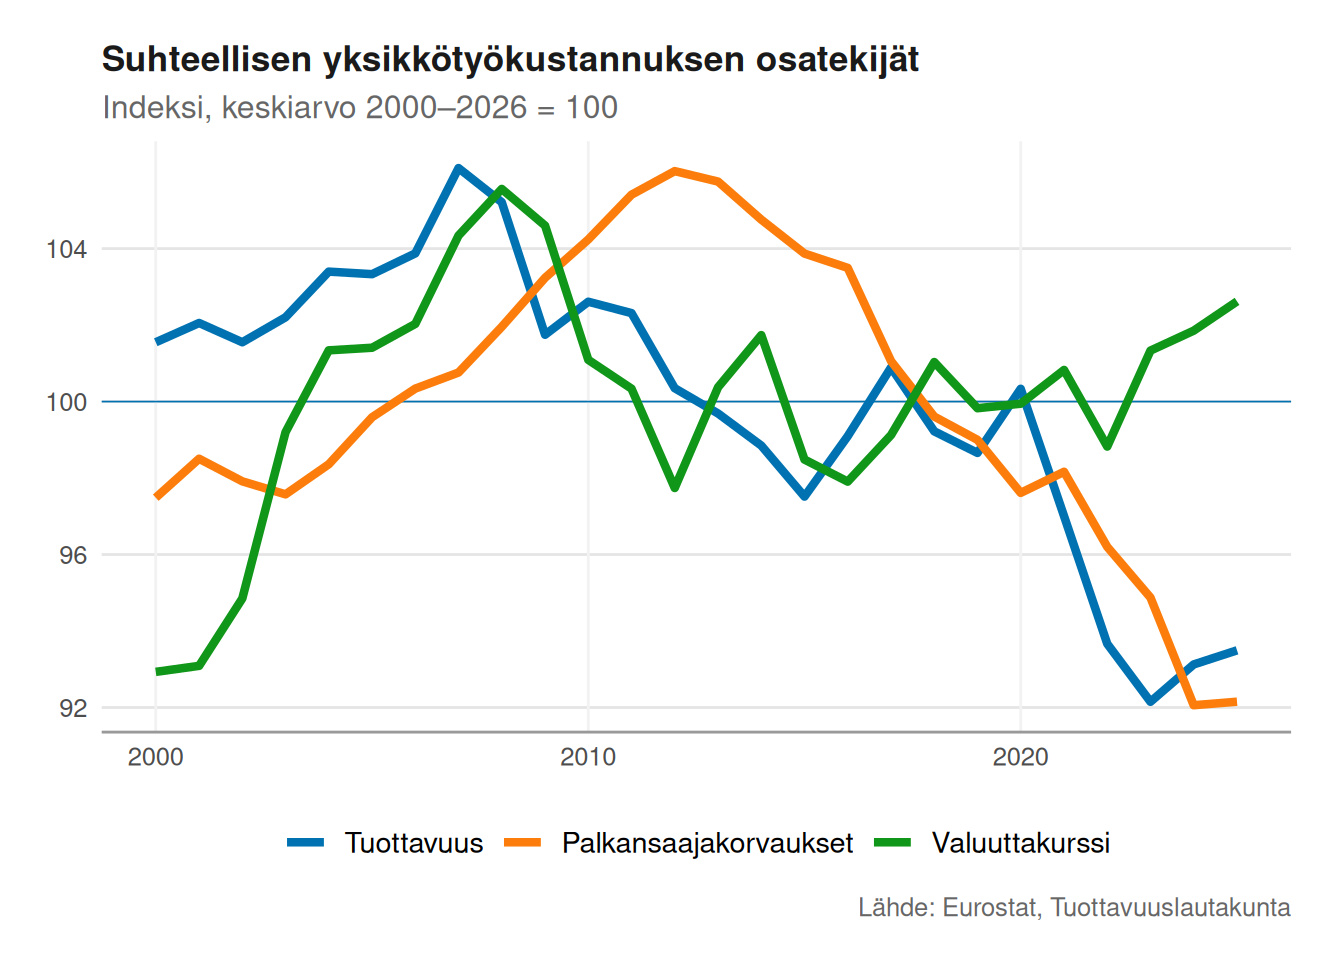 Suhteellisen yksikkötyökustannuksen osatekijät
Indeksi, keskiarvo 2000–2026 = 100
104
100
96
92
2000 2010 2020
Tuottavuus Palkansaajakorvaukset Valuuttakurssi
Lähde: Eurostat, Tuottavuuslautakunta